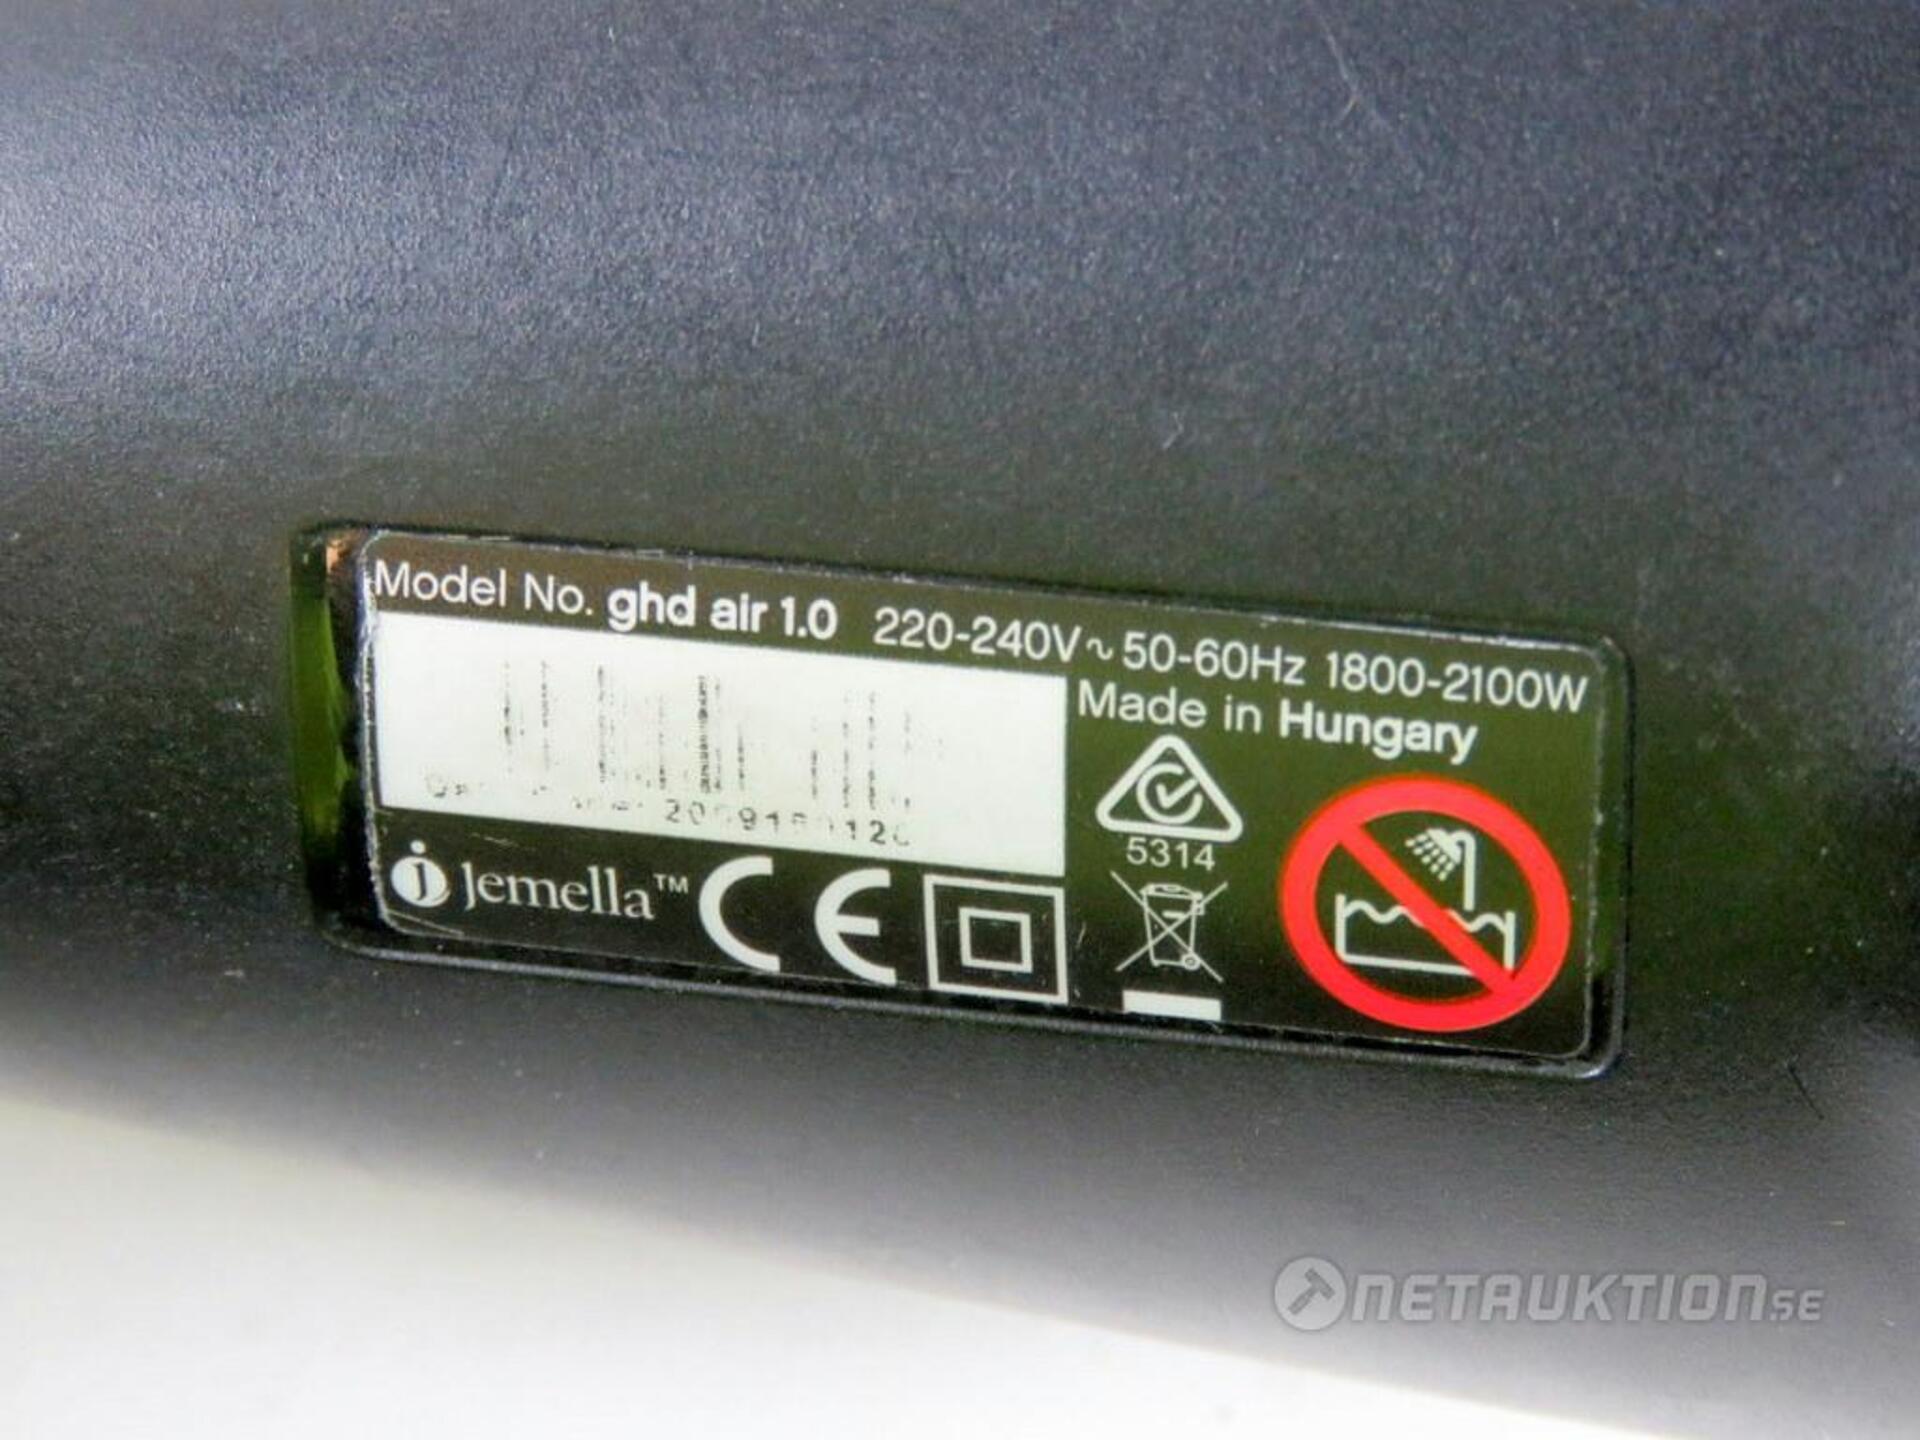 Model No. ghd air 1.0 220-240V~50-60Hz 1800-2100W
Made in Hungary
5314
Jemella™
CE
NETAUKTION.SE